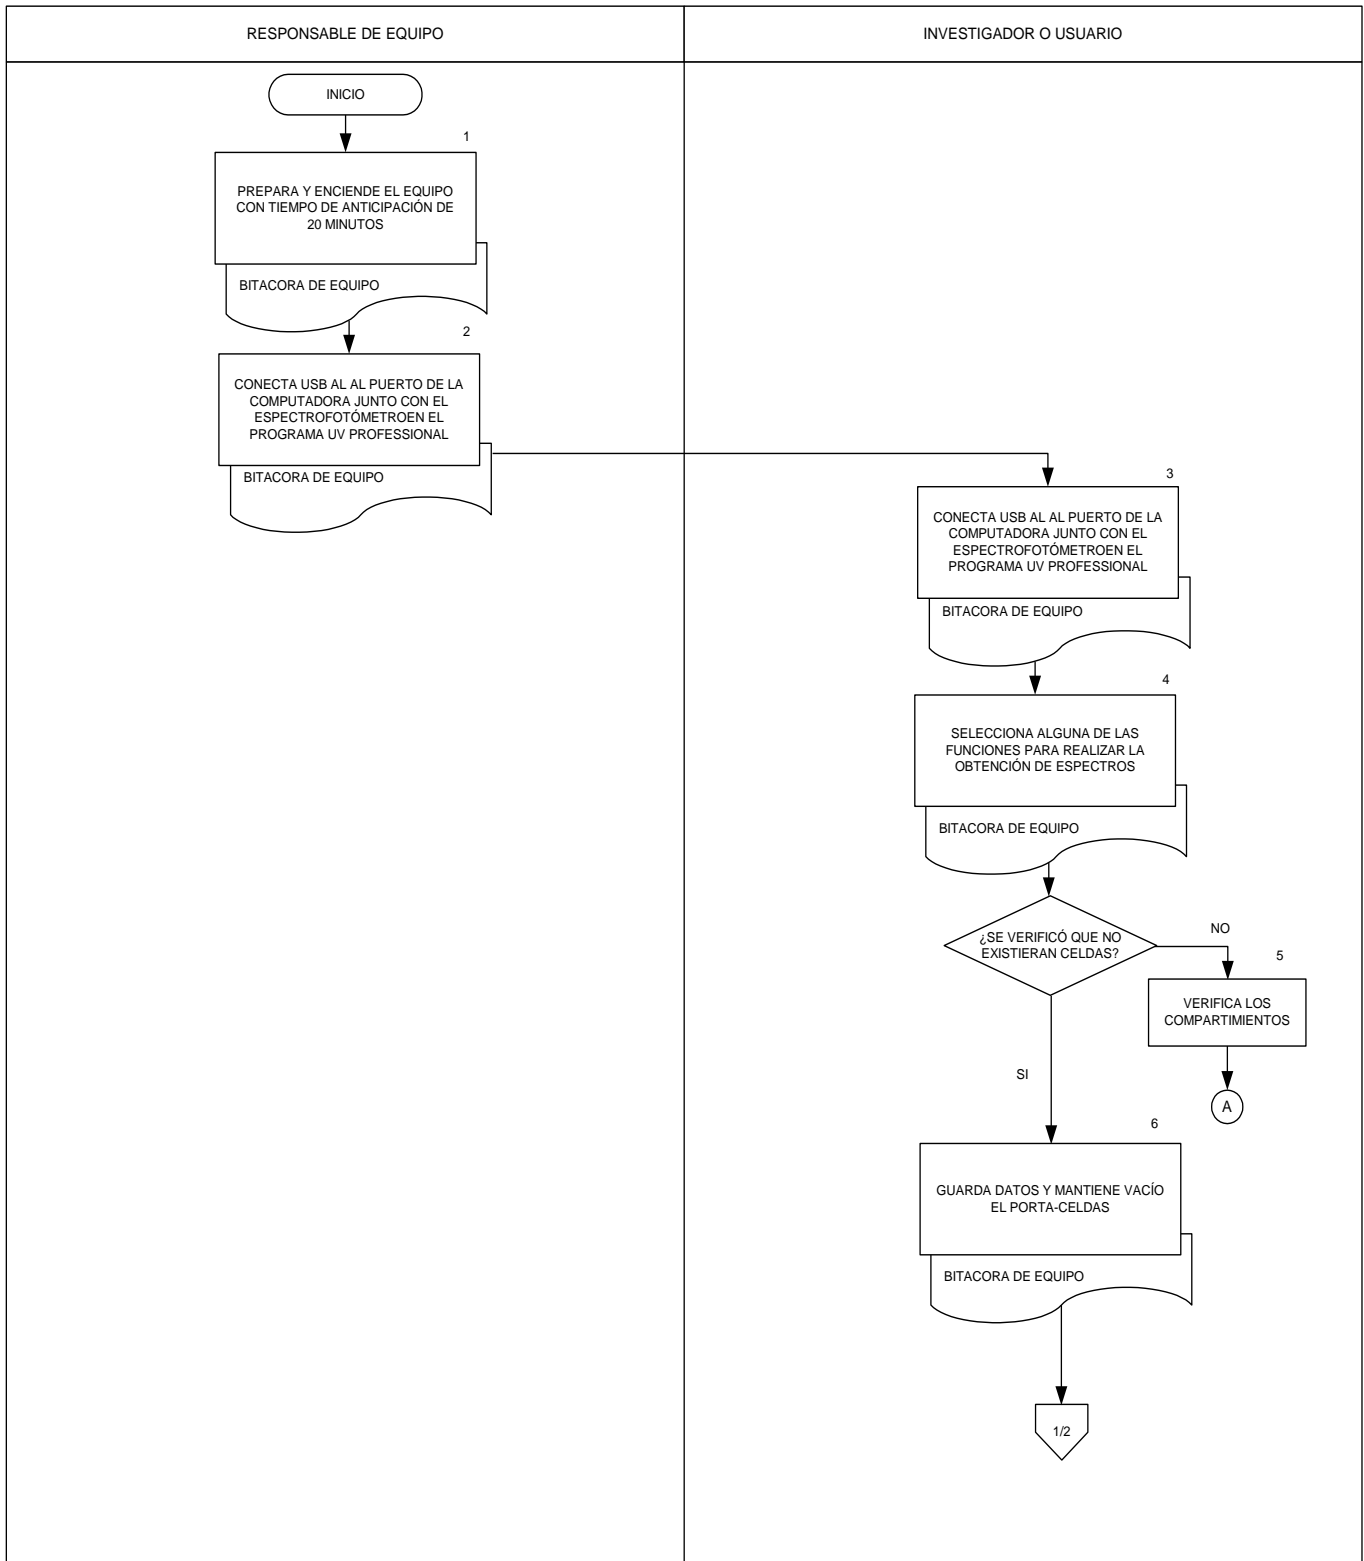 RESPONSABLE DE EQUIPO
INVESTIGADOR O USUARIO
INICIO
1
PREPARA Y ENCIENDE EL EQUIPO
CON TIEMPO DE ANTICIPACIÓN DE
20 MINUTOS
BITACORA DE EQUIPO
2
CONECTA USB AL AL PUERTO DE LA
COMPUTADORA JUNTO CON EL
ESPECTROFOTÓMETROEN EL
PROGRAMA UV PROFESSIONAL
BITACORA DE EQUIPO
3
CONECTA USB AL AL PUERTO DE LA
COMPUTADORA JUNTO CON EL
ESPECTROFOTÓMETROEN EL
PROGRAMA UV PROFESSIONAL
BITACORA DE EQUIPO
4
SELECCIONA ALGUNA DE LAS
FUNCIONES PARA REALIZAR LA
OBTENCIÓN DE ESPECTROS
BITACORA DE EQUIPO
¿SE VERIFICÓ QUE NO
EXISTIERAN CELDAS?
NO
5
VERIFICA LOS
COMPARTIMIENTOS
A
SI
6
GUARDA DATOS Y MANTIENE VACÍO
EL PORTA-CELDAS
BITACORA DE EQUIPO
1/2